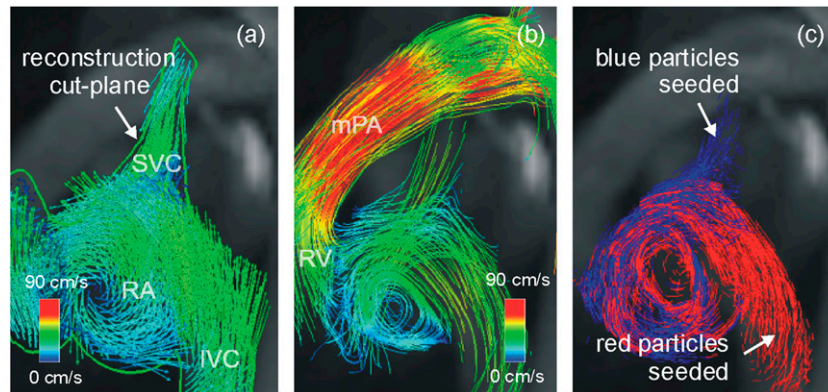 (a)
reconstruction
cut-plane
SVC
RA
IVC
90 cm/s
0 cm/s
(b)
mPA
RV
90 cm/s
0 cm/s
(c)
blue particles
seeded
red particles
seeded